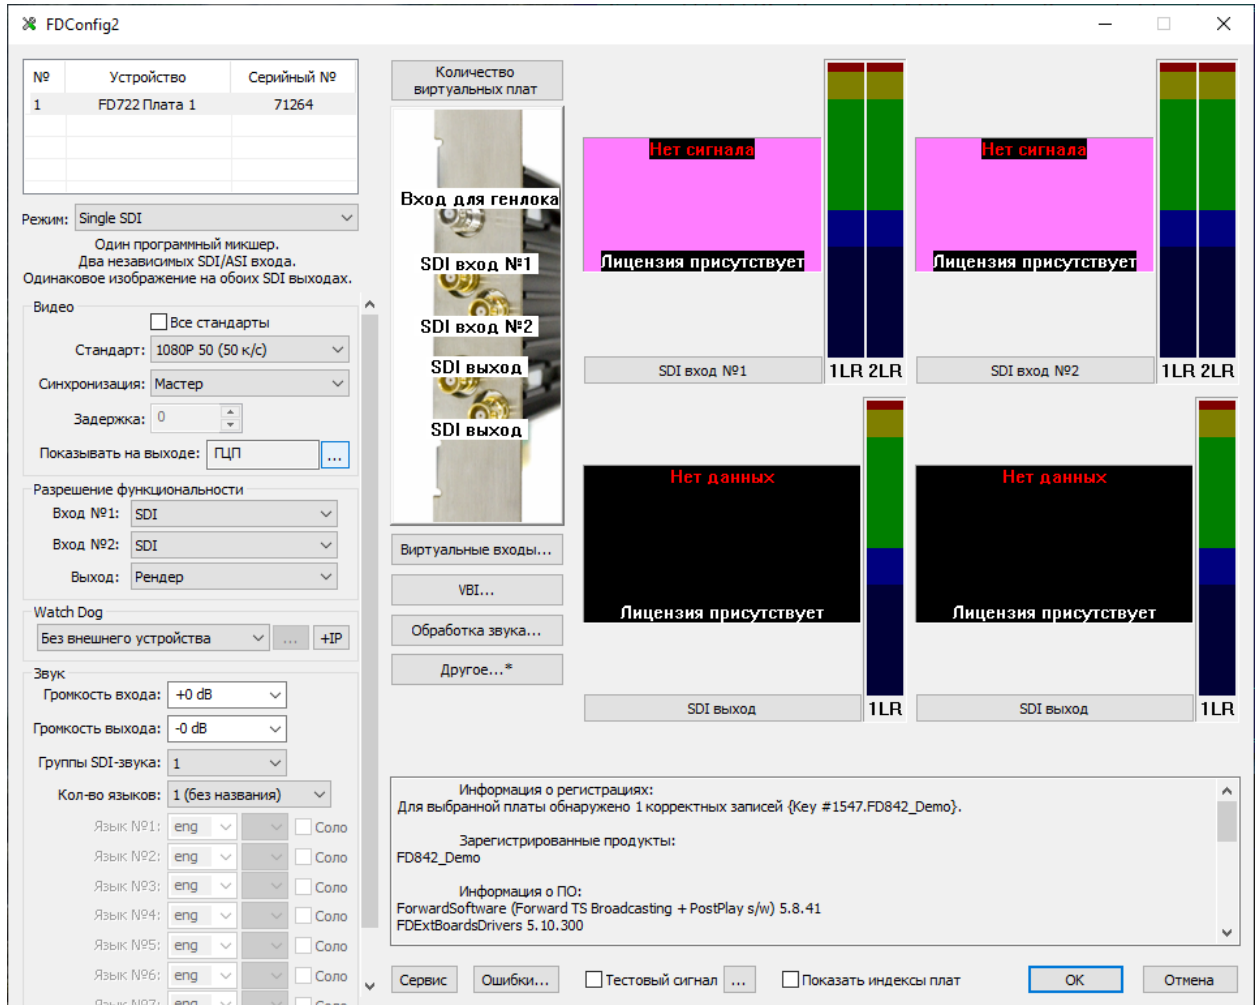 FDConfig2
№ Устройство Серийный №
1 FD722 Плата 1 71264
Режим: Single SDI
Один программный микшер.
Два независимых SDI/ASI входа.
Одинаковое изображение на обоих SDI выходах.
Видео
Все стандарты
Стандарт: 1080P 50 (50 к/с)
Синхронизация: Мастер
Задержка: 0
Показывать на выходе: ГЦП ...
Разрешение функциональности
Вход №1: SDI
Вход №2: SDI
Выход: Рендер
Watch Dog
Без внешнего устройства ... +IP
Звук
Громкость входа: +0 dB
Громкость выхода: -0 dB
Группы SDI-звука: 1
Кол-во языков: 1 (без названия)
Язык №1: eng Соло
Язык №2: eng Соло
Язык №3: eng Соло
Язык №4: eng Соло
Язык №5: eng Соло
Язык №6: eng Соло
Язык №7: eng Соло
Количество
виртуальных плат
Вход для генлока
SDI вход №1
SDI вход №2
SDI выход
SDI выход
Виртуальные входы...
VBI...
Обработка звука...
Другое...*
Нет сигнала
Лицензия присутствует
SDI вход №1
1LR 2LR
Нет сигнала
Лицензия присутствует
SDI вход №2
1LR 2LR
Нет данных
Лицензия присутствует
SDI выход
1LR
Нет данных
Лицензия присутствует
SDI выход
1LR
Информация о регистрациях:
Для выбранной платы обнаружено 1 корректных записей {Key #1547.FD842_Demo}.
Зарегистрированные продукты:
FD842_Demo
Информация о ПО:
ForwardSoftware (Forward TS Broadcasting + PostPlay s/w) 5.8.41
FDExtBoardsDrivers 5.10.300
Сервис Ошибки... Тестовый сигнал ... Показать индексы плат OK Отмена